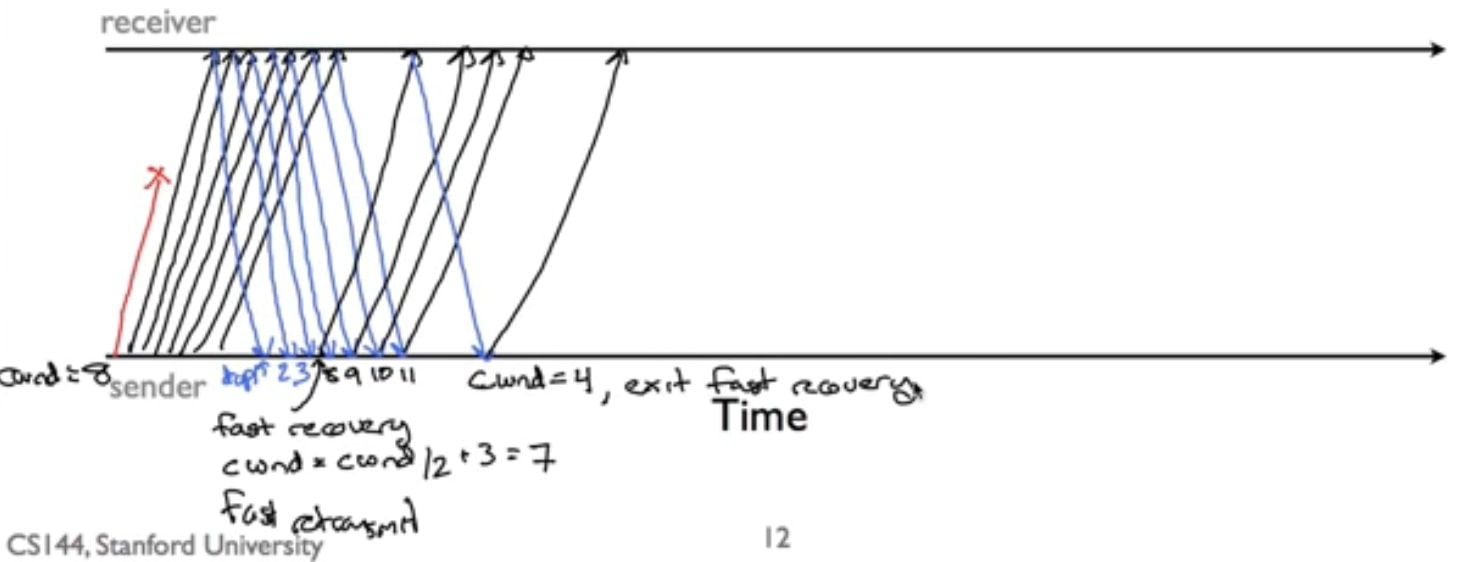 receiver
cwnd = 8
sender
2 3 8 9 10 11
cwnd = 4, exit fast recovery
Time
fast recovery
cwnd = cwnd/2 + 3 = 7
fast retransmit
CS144, Stanford University
12